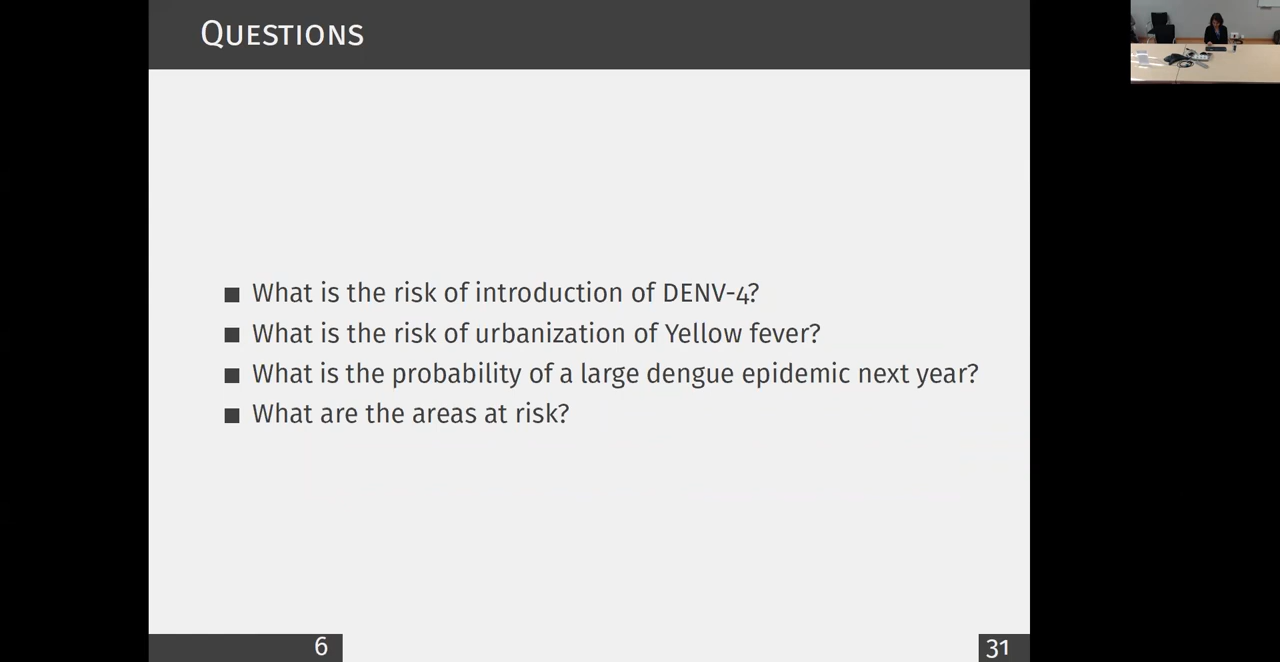 Questions
■ What is the risk of introduction of DENV-4?
■ What is the risk of urbanization of Yellow fever?
■ What is the probability of a large dengue epidemic next year?
■ What are the areas at risk?
6
31